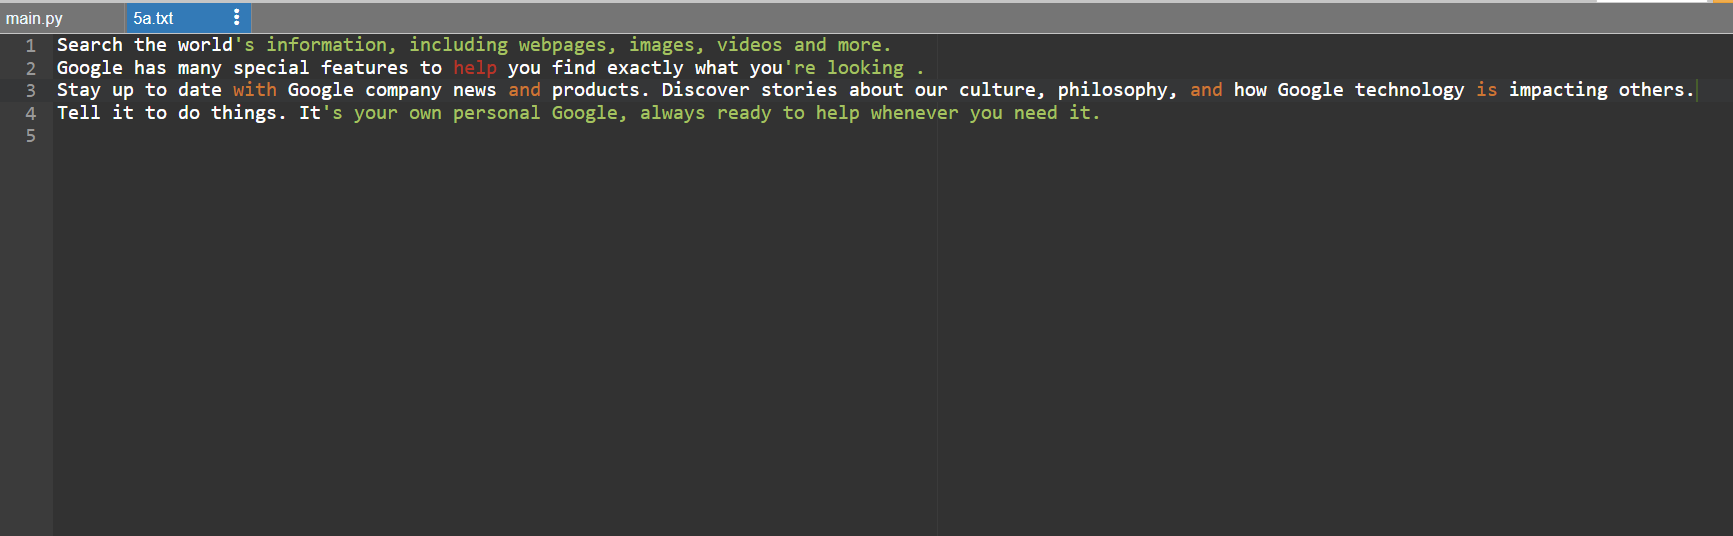 main.py 5a.txt
1 Search the world's information, including webpages, images, videos and more.
2 Google has many special features to help you find exactly what you're looking .
3 Stay up to date with Google company news and products. Discover stories about our culture, philosophy, and how Google technology is impacting others.
4 Tell it to do things. It's your own personal Google, always ready to help whenever you need it.
5